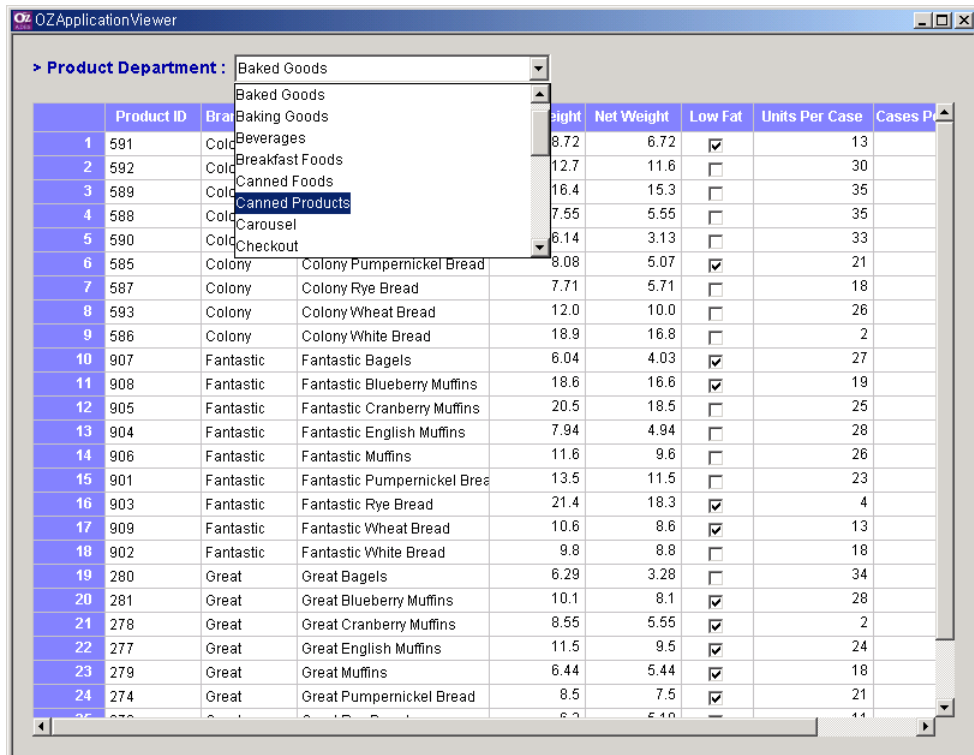 OZ OZApplicationViewer
> Product Department : Baked Goods
Baked Goods
Baking Goods
Beverages
Breakfast Foods
Canned Foods
Canned Products
Carousel
Checkout
Product ID Net Weight Low Fat Units Per Case Cases
1 591 8.72 6.72 13
2 592 12.7 11.6 30
3 589 16.4 15.3 35
4 588 7.55 5.55 35
5 590 6.14 3.13 33
6 585 Colony Colony Pumpernickel Bread 8.08 5.07 21
7 587 Colony Colony Rye Bread 7.71 5.71 18
8 593 Colony Colony Wheat Bread 12.0 10.0 26
9 586 Colony Colony White Bread 18.9 16.8 2
10 907 Fantastic Fantastic Bagels 6.04 4.03 27
11 908 Fantastic Fantastic Blueberry Muffins 18.6 16.6 19
12 905 Fantastic Fantastic Cranberry Muffins 20.5 18.5 25
13 904 Fantastic Fantastic English Muffins 7.94 4.94 28
14 906 Fantastic Fantastic Muffins 11.6 9.6 26
15 901 Fantastic Fantastic Pumpernickel Brea 13.5 11.5 23
16 903 Fantastic Fantastic Rye Bread 21.4 18.3 4
17 909 Fantastic Fantastic Wheat Bread 10.6 8.6 13
18 902 Fantastic Fantastic White Bread 9.8 8.8 18
19 280 Great Great Bagels 6.29 3.28 34
20 281 Great Great Blueberry Muffins 10.1 8.1 28
21 278 Great Great Cranberry Muffins 8.55 5.55 2
22 277 Great Great English Muffins 11.5 9.5 24
23 279 Great Great Muffins 6.44 5.44 18
24 274 Great Great Pumpernickel Bread 8.5 7.5 21